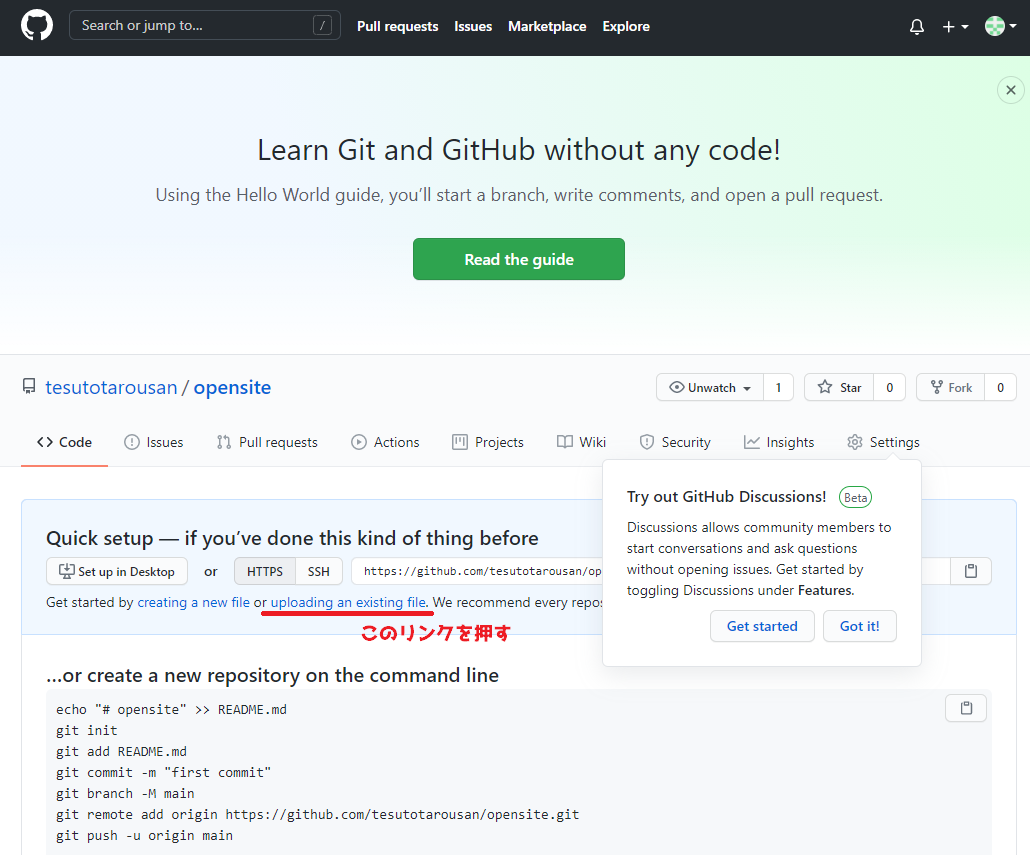 Search or jump to... /
Pull requests Issues Marketplace Explore
Learn Git and GitHub without any code!
Using the Hello World guide, you’ll start a branch, write comments, and open a pull request.
Read the guide
tesutotarousan / opensite
Unwatch 1 Star 0 Fork 0
Code Issues Pull requests Actions Projects Wiki Security Insights Settings
Try out GitHub Discussions! Beta
Discussions allows community members to
start conversations and ask questions
without opening issues. Get started by
toggling Discussions under Features.
Get started Got it!
Quick setup — if you’ve done this kind of thing before
Set up in Desktop or HTTPS SSH https://github.com/tesutotarousan/op
Get started by creating a new file or uploading an existing file. We recommend every repos
このリンクを押す
…or create a new repository on the command line
echo "# opensite" >> README.md
git init
git add README.md
git commit -m "first commit"
git branch -M main
git remote add origin https://github.com/tesutotarousan/opensite.git
git push -u origin main